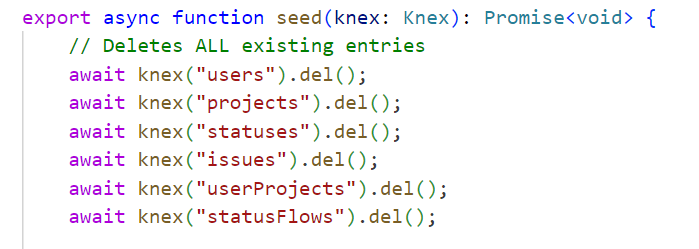 export async function seed(knex: Knex): Promise<void> {
// Deletes ALL existing entries
await knex("users").del();
await knex("projects").del();
await knex("statuses").del();
await knex("issues").del();
await knex("userProjects").del();
await knex("statusFlows").del();